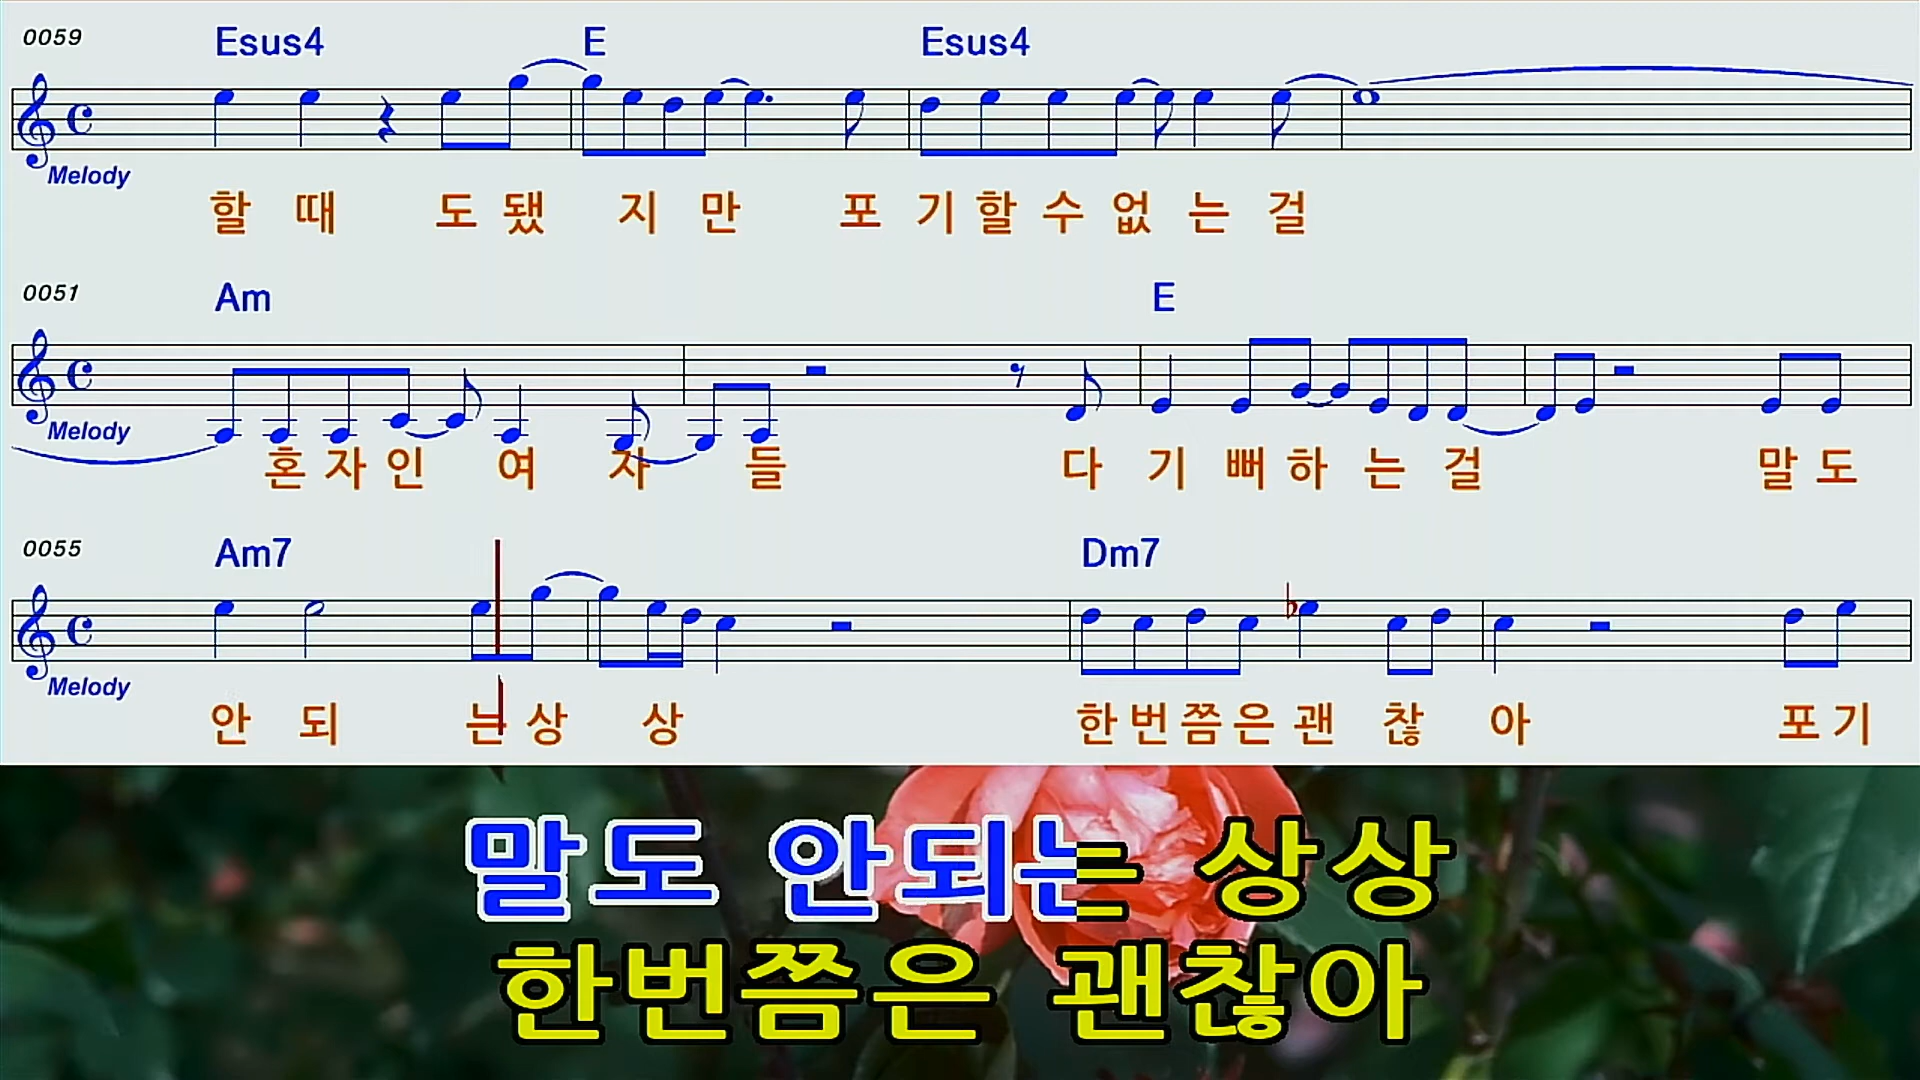 0059 Esus4 E Esus4
Melody
할 때 도 됐 지 만 포 기 할 수 없 는 걸
0051 Am E
Melody
혼 자 인 여 자 들 다 기 뻐 하 는 걸 말 도
0055 Am7 Dm7
Melody
안 되 는 상 상 한 번 쯤 은 괜 찮 아 포 기
말도 안되는 상상
한번쯤은 괜찮아